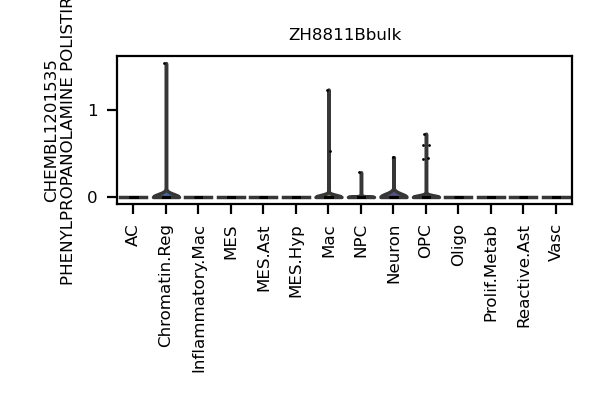 ZH8811Bbulk
CHEMBL1201535
PHENYLPROPANOLAMINE
1
0
AC
Chromatin.Reg
Inflammatory.Mac
MES
MES.Ast
MES.Hyp
Mac
NPC
Neuron
OPC
Oligo
Prolif.Metab
Reactive.Ast
Vasc